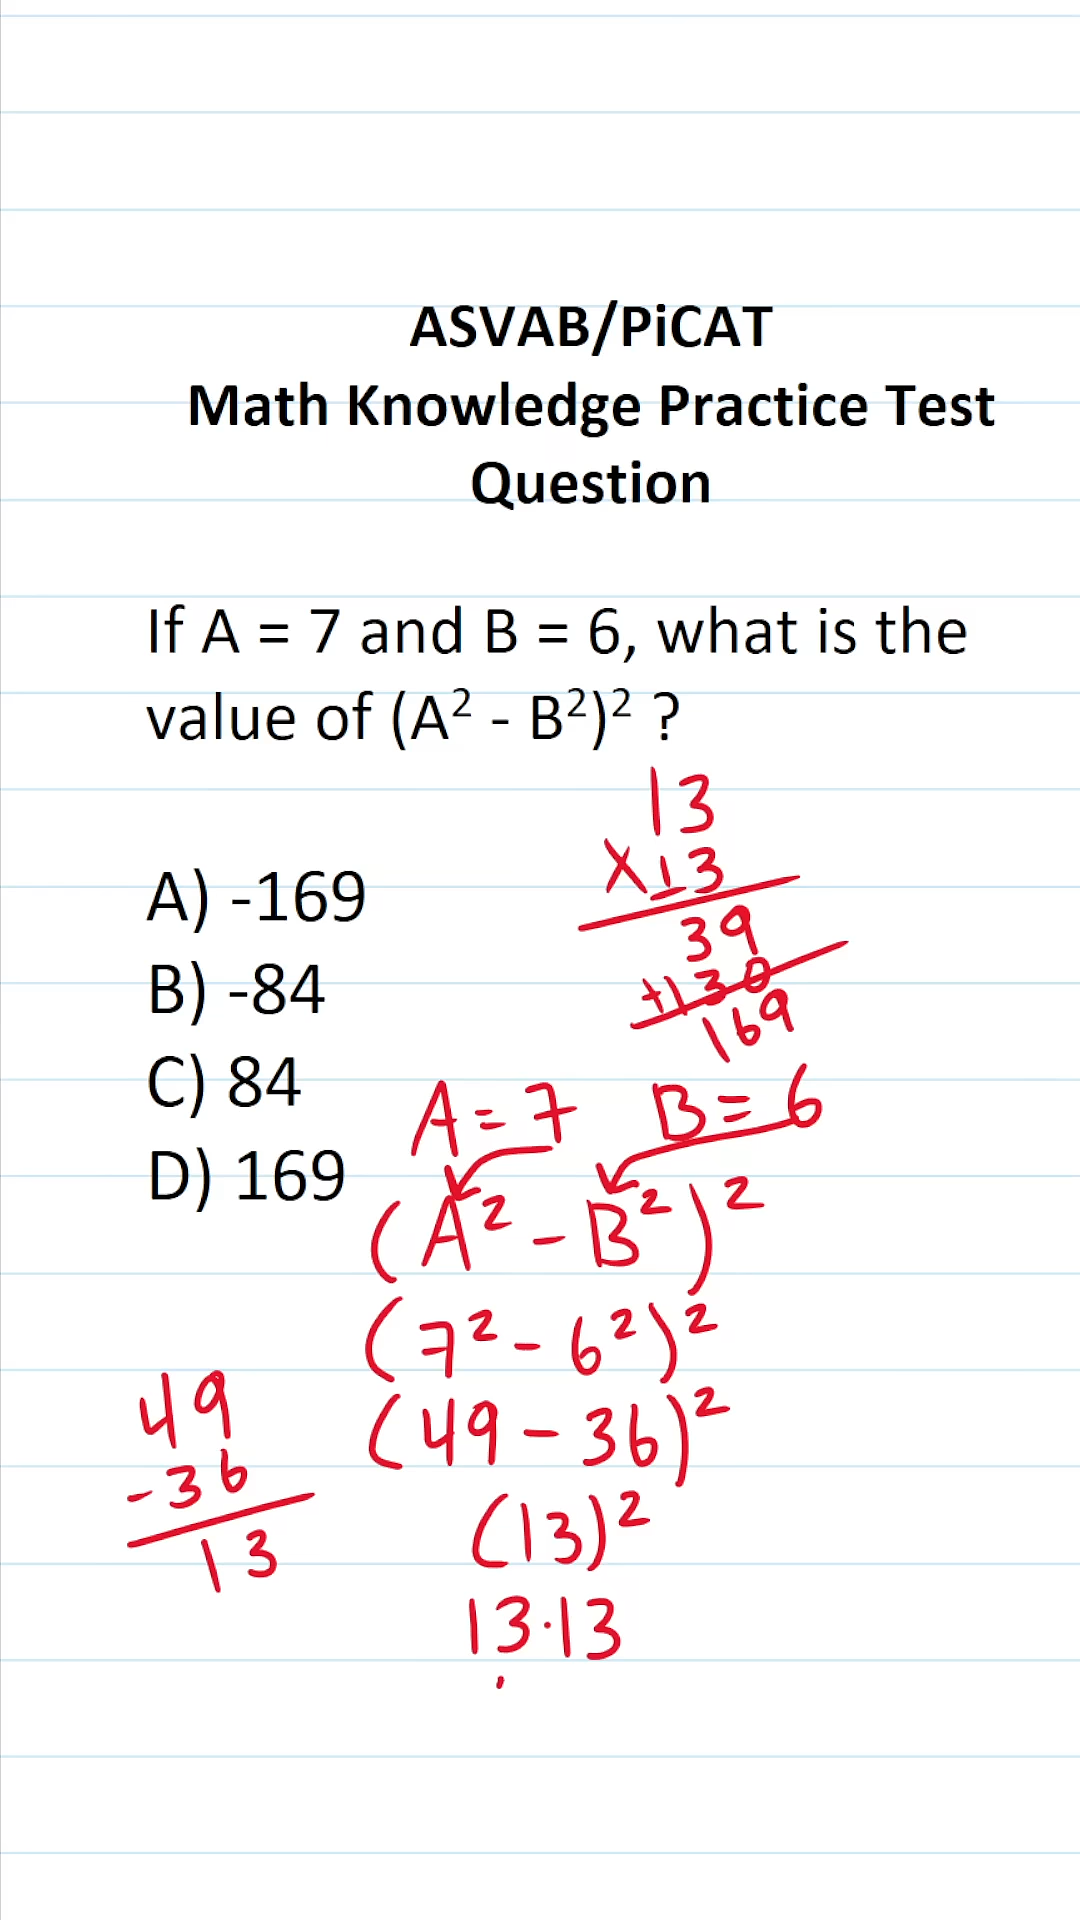 ASVAB/PiCAT
Math Knowledge Practice Test
Question
If A = 7 and B = 6, what is the
value of (A² - B²)² ?
13
×13
39
+130
169
A) -169
B) -84
C) 84
D) 169
A=7 B=6
(A²-B²)²
(7²-6²)²
(49-36)²
49
-36
13
(13)²
13·13